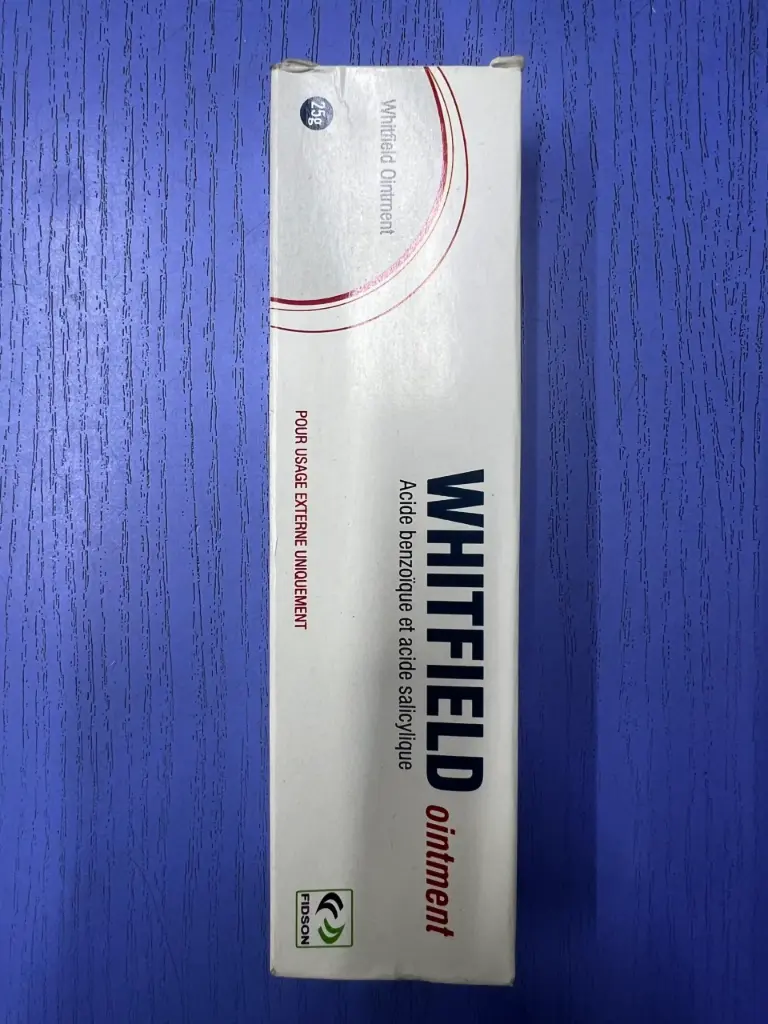 Whitfield Ointment
25g
WHITFIELD ointment
Acide benzoïque et acide salicylique
POUR USAGE EXTERNE UNIQUEMENT
FIDSON